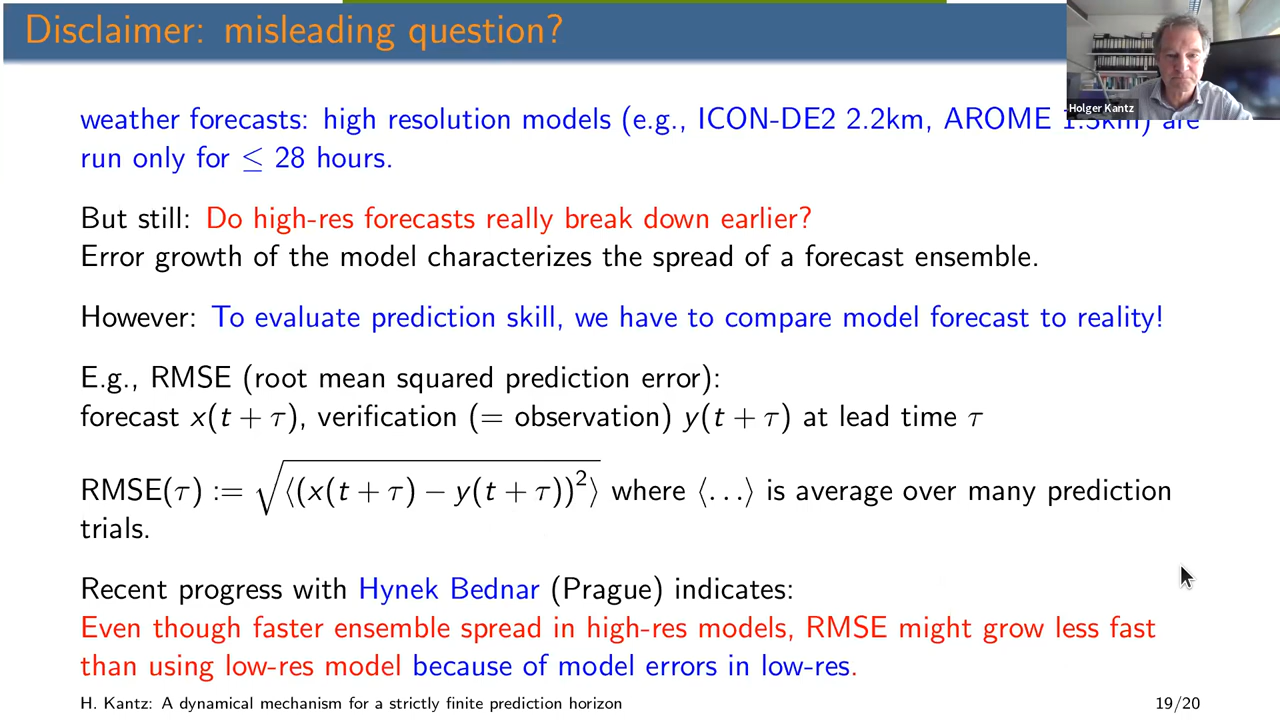 Disclaimer: misleading question?
Holger Kantz
weather forecasts: high resolution models (e.g., ICON-DE2 2.2km, AROME 1.3km) are
run only for ≤ 28 hours.
But still: Do high-res forecasts really break down earlier?
Error growth of the model characterizes the spread of a forecast ensemble.
However: To evaluate prediction skill, we have to compare model forecast to reality!
E.g., RMSE (root mean squared prediction error):
forecast x(t + τ), verification (= observation) y(t + τ) at lead time τ
RMSE(τ) := √⟨(x(t + τ) − y(t + τ))²⟩ where ⟨...⟩ is average over many prediction
trials.
Recent progress with Hynek Bednar (Prague) indicates:
Even though faster ensemble spread in high-res models, RMSE might grow less fast
than using low-res model because of model errors in low-res.
H. Kantz: A dynamical mechanism for a strictly finite prediction horizon
19/20